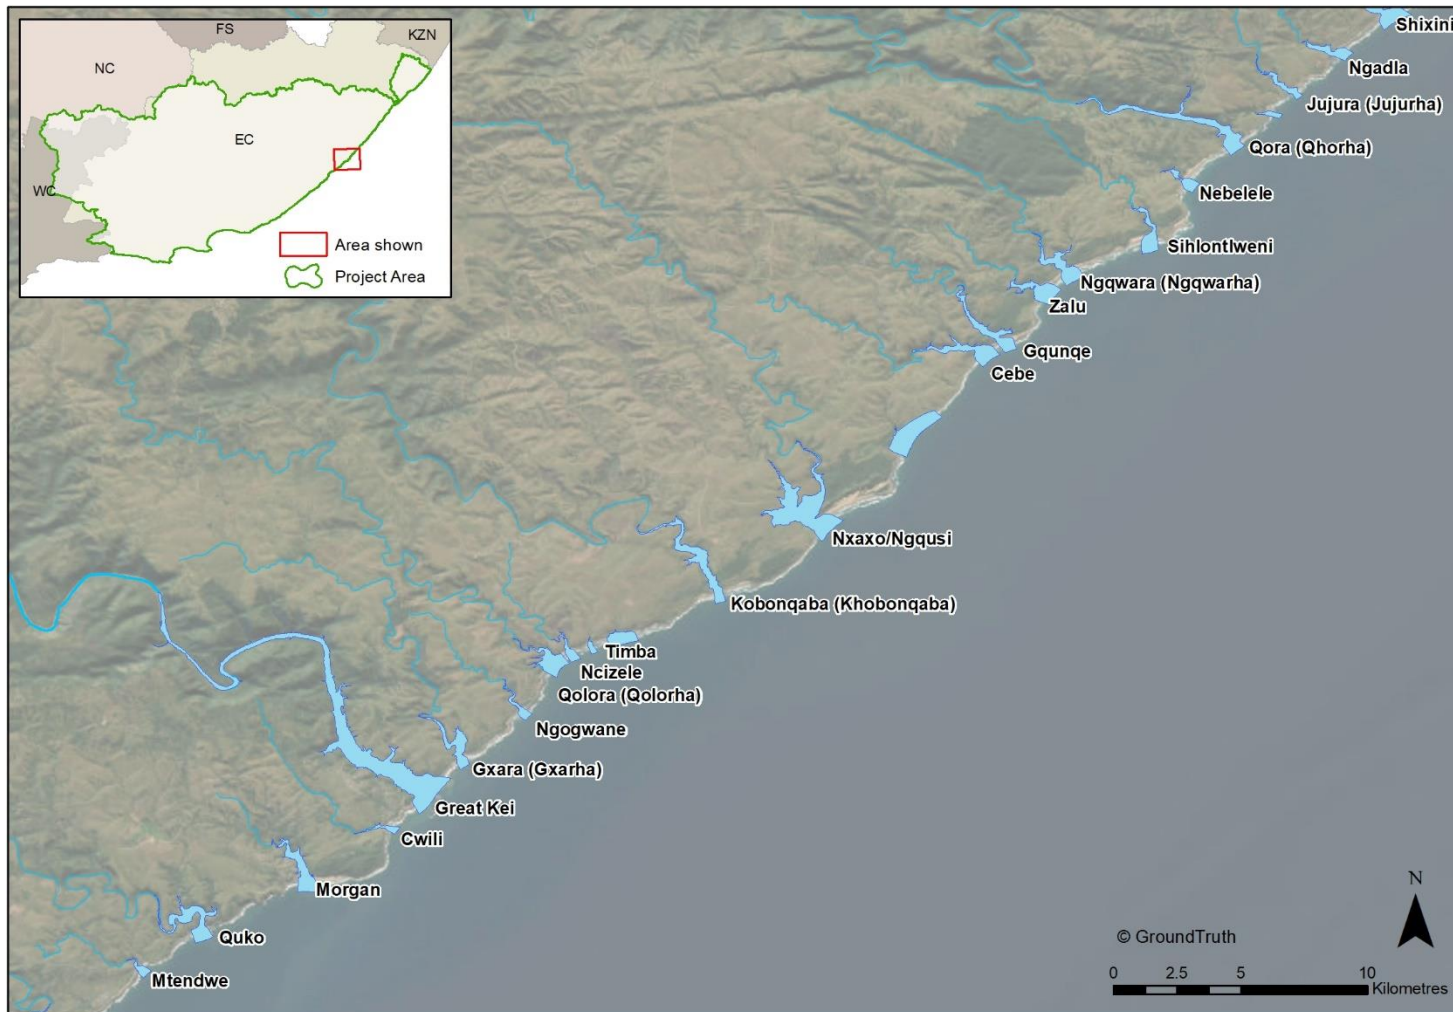 FS
KZN
NC
EC
WC
Area shown
Project Area
Shixini
Ngadla
Jujura (Jujurha)
Qora (Qhorha)
Nebelele
Sihlontlweni
Ngqwara (Ngqwarha)
Zalu
Gqunqe
Cebe
Nxaxo/Ngqusi
Kobonqaba (Khobonqaba)
Timba
Ncizele
Qolora (Qolorha)
Ngogwane
Gxara (Gxarha)
Great Kei
Cwili
Morgan
Quko
Mtendwe
N
© GroundTruth
0 2.5 5 10
Kilometres